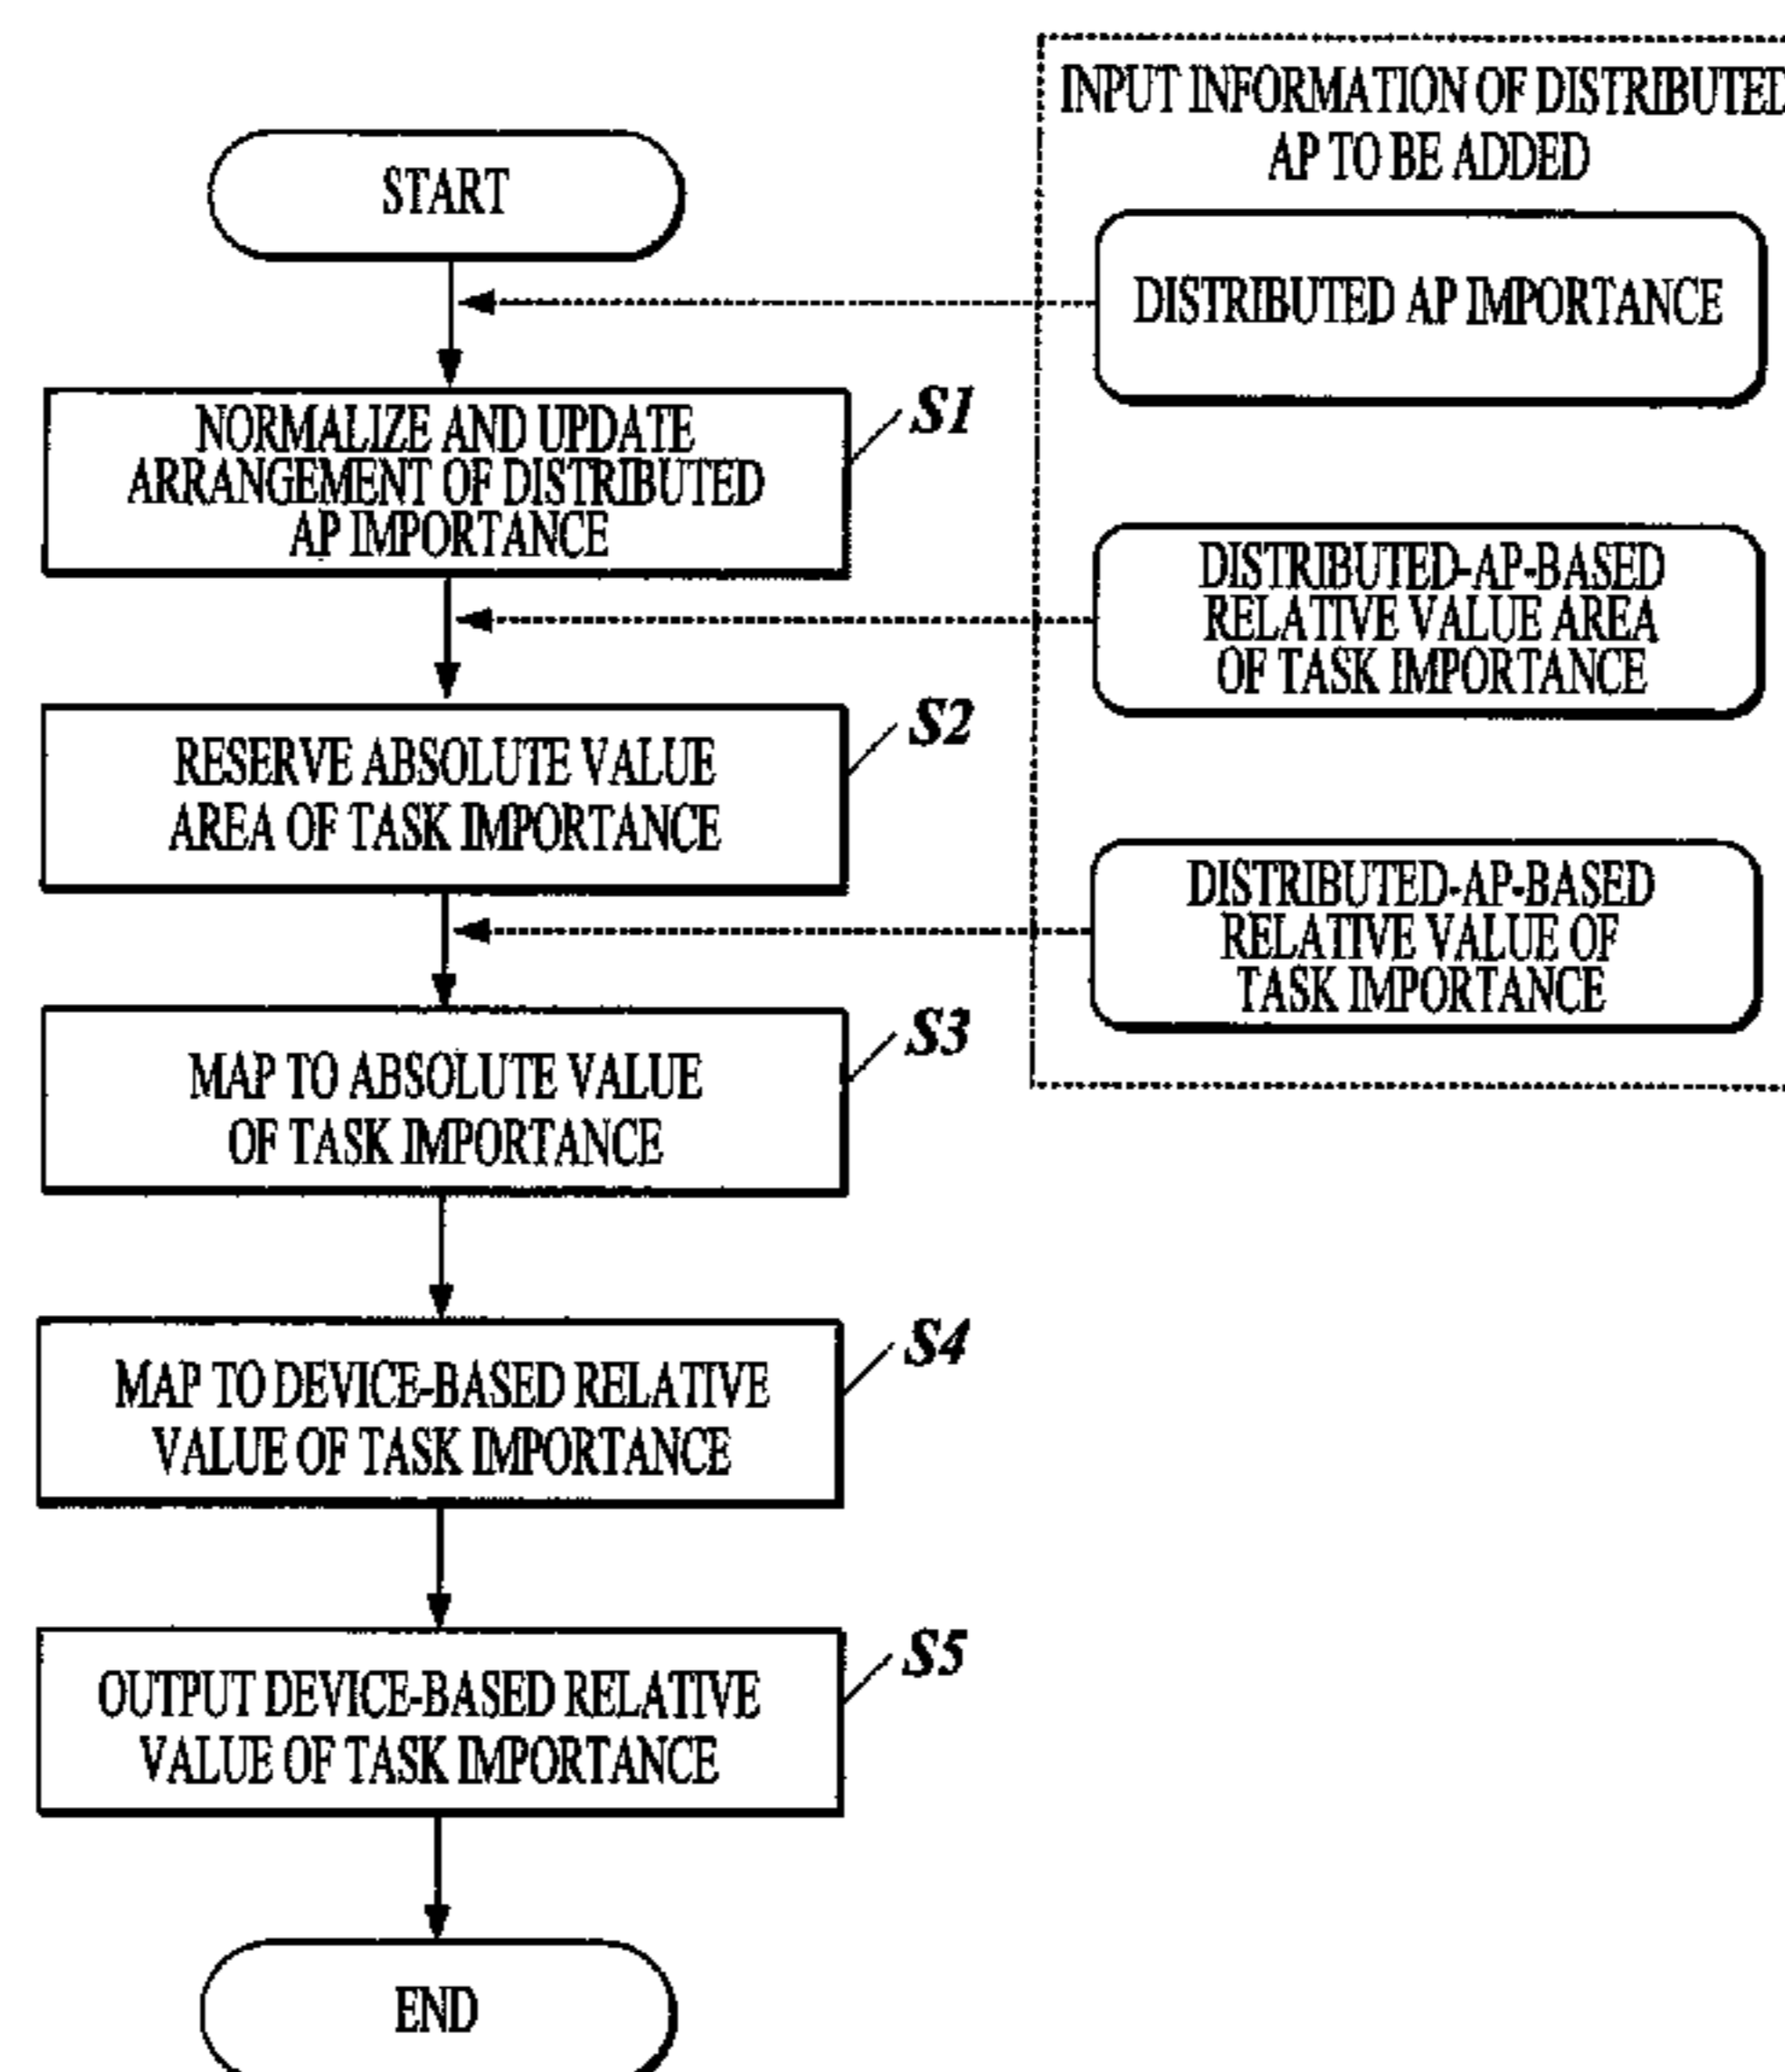 START
NORMALIZE AND UPDATE
ARRANGEMENT OF DISTRIBUTED
AP IMPORTANCE
S1
RESERVE ABSOLUTE VALUE
AREA OF TASK IMPORTANCE
S2
MAP TO ABSOLUTE VALUE
OF TASK IMPORTANCE
S3
MAP TO DEVICE-BASED RELATIVE
VALUE OF TASK IMPORTANCE
S4
OUTPUT DEVICE-BASED RELATIVE
VALUE OF TASK IMPORTANCE
S5
END
INPUT INFORMATION OF DISTRIBUTED
AP TO BE ADDED
DISTRIBUTED AP IMPORTANCE
DISTRIBUTED-AP-BASED
RELATIVE VALUE AREA
OF TASK IMPORTANCE
DISTRIBUTED-AP-BASED
RELATIVE VALUE OF
TASK IMPORTANCE